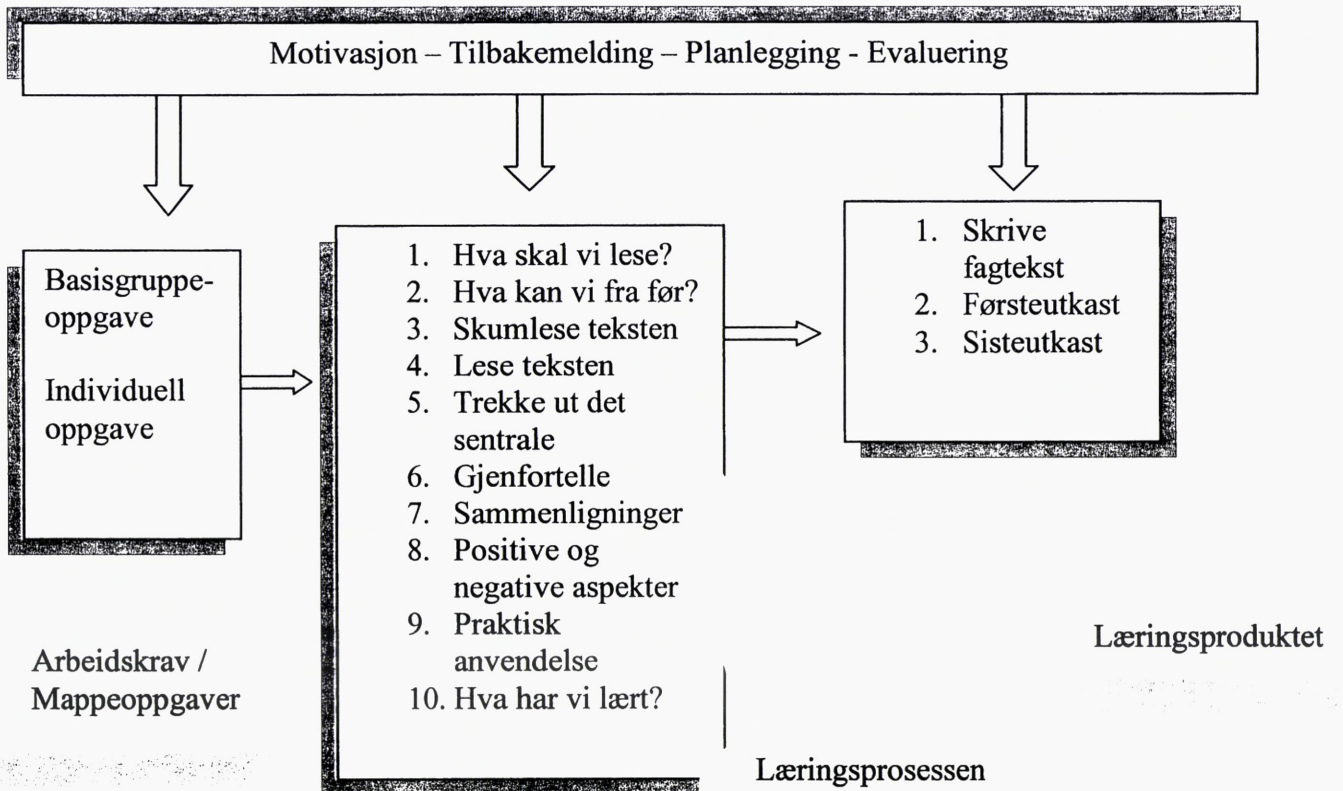 Motivasjon – Tilbakemelding – Planlegging - Evaluering
Basisgruppe-
oppgave
Individuell
oppgave
1. Hva skal vi lese?
2. Hva kan vi fra før?
3. Skumlese teksten
4. Lese teksten
5. Trekke ut det
sentrale
6. Gjenfortelle
7. Sammenligninger
8. Positive og
negative aspekter
9. Praktisk
anvendelse
10. Hva har vi lært?
1. Skrive
fagtekst
2. Førsteutkast
3. Sisteutkast
Arbeidskrav /
Mappeoppgaver
Læringsprosessen
Læringsproduktet